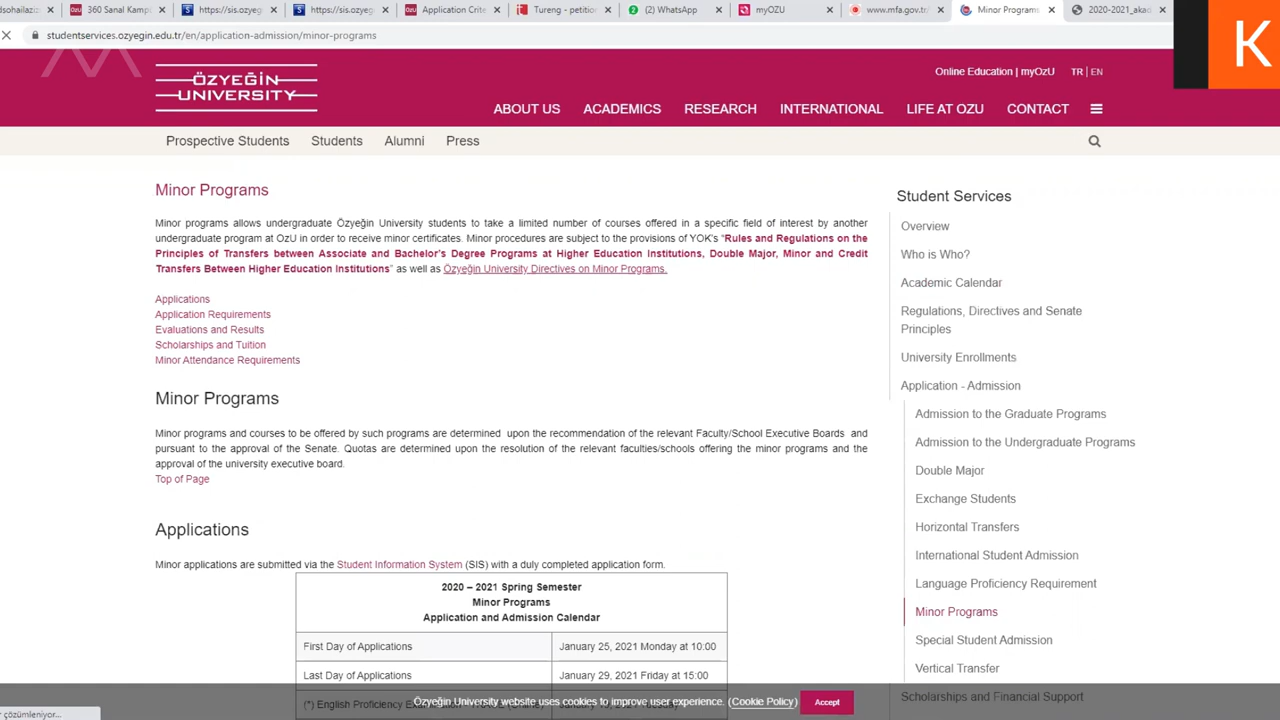 dsohailazis
360 Sanal Kampü
https://sis.ozyeg
https://sis.ozyeg
Application Crite
Tureng - petition
(2) WhatsApp
myOZU
www.mfa.gov.tr/
Minor Programs
2020-2021_akad
studentservices.ozyegin.edu.tr/en/application-admission/minor-programs
K
ÖZYEĞİN
UNIVERSITY
Online Education | myOzU TR | EN
ABOUT US ACADEMICS RESEARCH INTERNATIONAL LIFE AT OZU CONTACT
Prospective Students Students Alumni Press
Minor Programs
Minor programs allows undergraduate Özyeğin University students to take a limited number of courses offered in a specific field of interest by another
undergraduate program at OzU in order to receive minor certificates. Minor procedures are subject to the provisions of YOK's “Rules and Regulations on the
Principles of Transfers between Associate and Bachelor’s Degree Programs at Higher Education Institutions, Double Major, Minor and Credit
Transfers Between Higher Education Institutions” as well as Özyeğin University Directives on Minor Programs.
Applications
Application Requirements
Evaluations and Results
Scholarships and Tuition
Minor Attendance Requirements
Minor Programs
Minor programs and courses to be offered by such programs are determined upon the recommendation of the relevant Faculty/School Executive Boards and
pursuant to the approval of the Senate. Quotas are determined upon the resolution of the relevant faculties/schools offering the minor programs and the
approval of the university executive board.
Top of Page
Applications
Minor applications are submitted via the Student Information System (SIS) with a duly completed application form.
2020 – 2021 Spring Semester
Minor Programs
Application and Admission Calendar
First Day of Applications January 25, 2021 Monday at 10:00
Last Day of Applications January 29, 2021 Friday at 15:00
(*) English Proficiency
Student Services
Overview
Who is Who?
Academic Calendar
Regulations, Directives and Senate
Principles
University Enrollments
Application - Admission
Admission to the Graduate Programs
Admission to the Undergraduate Programs
Double Major
Exchange Students
Horizontal Transfers
International Student Admission
Language Proficiency Requirement
Minor Programs
Special Student Admission
Vertical Transfer
Scholarships and Financial Support
Özyeğin University website uses cookies to improve user experience. (Cookie Policy) Accept
r çözümleniyor...